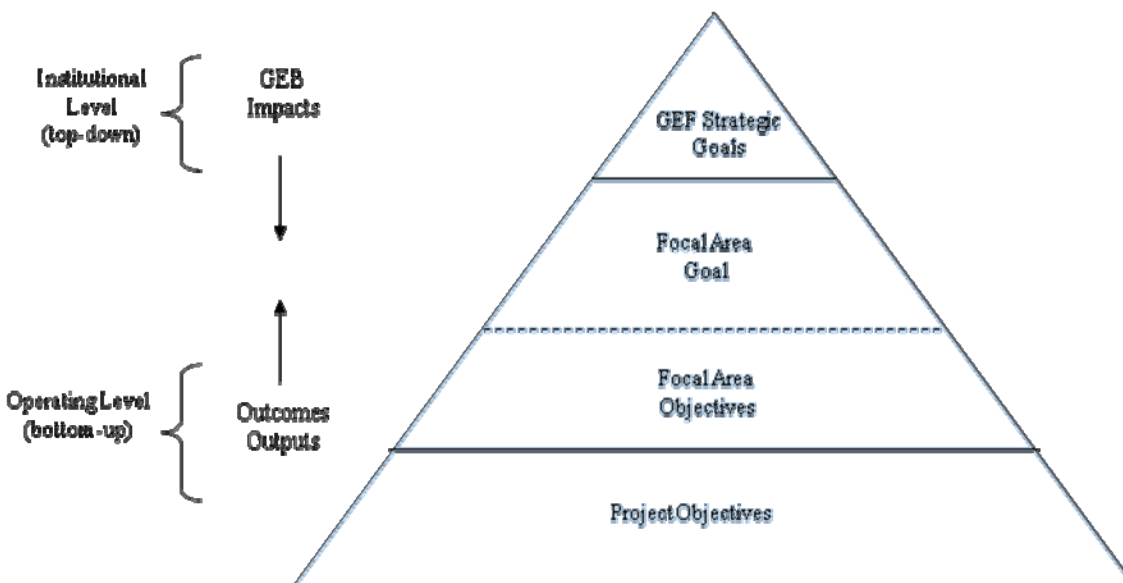 Institutional
Level
(top-down)
GEB
Impacts
GEF Strategic
Goals
Focal Area
Goal
Focal Area
Objectives
Operating Level
(bottom-up)
Outcomes
Outputs
Project Objectives